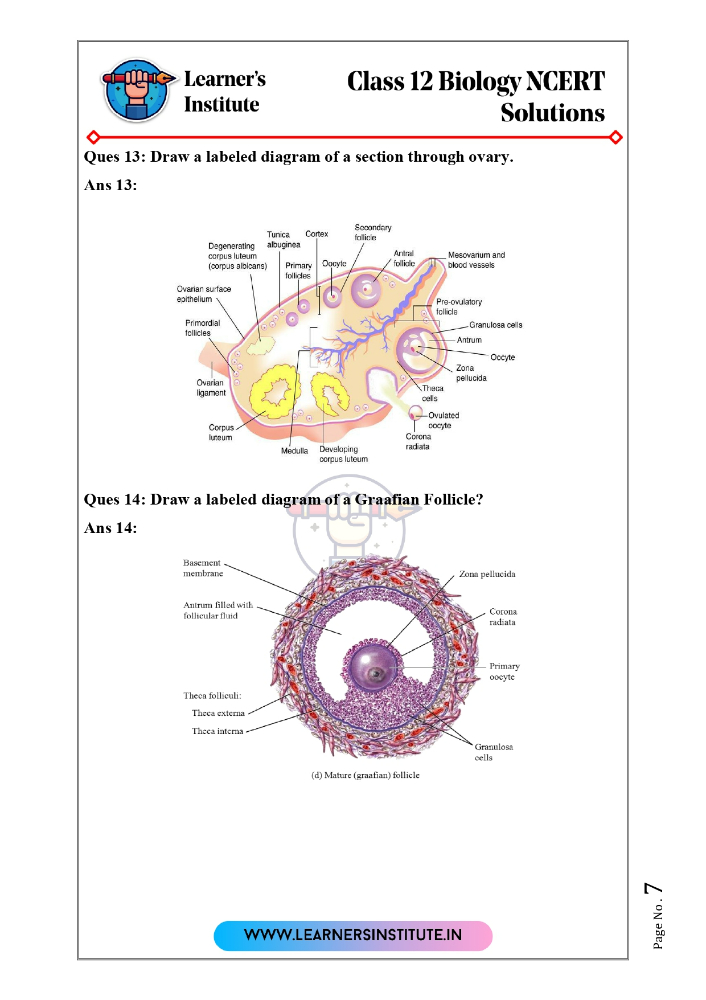 Learner's
Institute
Class 12 Biology NCERT
Solutions
Ques 13: Draw a labeled diagram of a section through ovary.
Ans 13:
Secondary
follicle
Tunica
albuginea
Cortex
Degenerating
corpus luteum
(corpus albicans)
Primary
follicles
Oocyte
Antral
follicle
Mesovarium and
blood vessels
Ovarian surface
epithelium
Pre-ovulatory
follicle
Primordial
follicles
Granulosa cells
Antrum
Oocyte
Zona
pellucida
Ovarian
ligament
Theca
cells
Ovulated
oocyte
Corpus
luteum
Corona
radiata
Medulla
Developing
corpus luteum
Ques 14: Draw a labeled diagram of a Graafian Follicle?
Ans 14:
Basement
membrane
Zona pellucida
Antrum filled with
follicular fluid
Corona
radiata
Primary
oocyte
Theca folliculi:
Theca externa
Theca interna
Granulosa
cells
(d) Mature (graafian) follicle
Page No. 7
WWW.LEARNERSINSTITUTE.IN